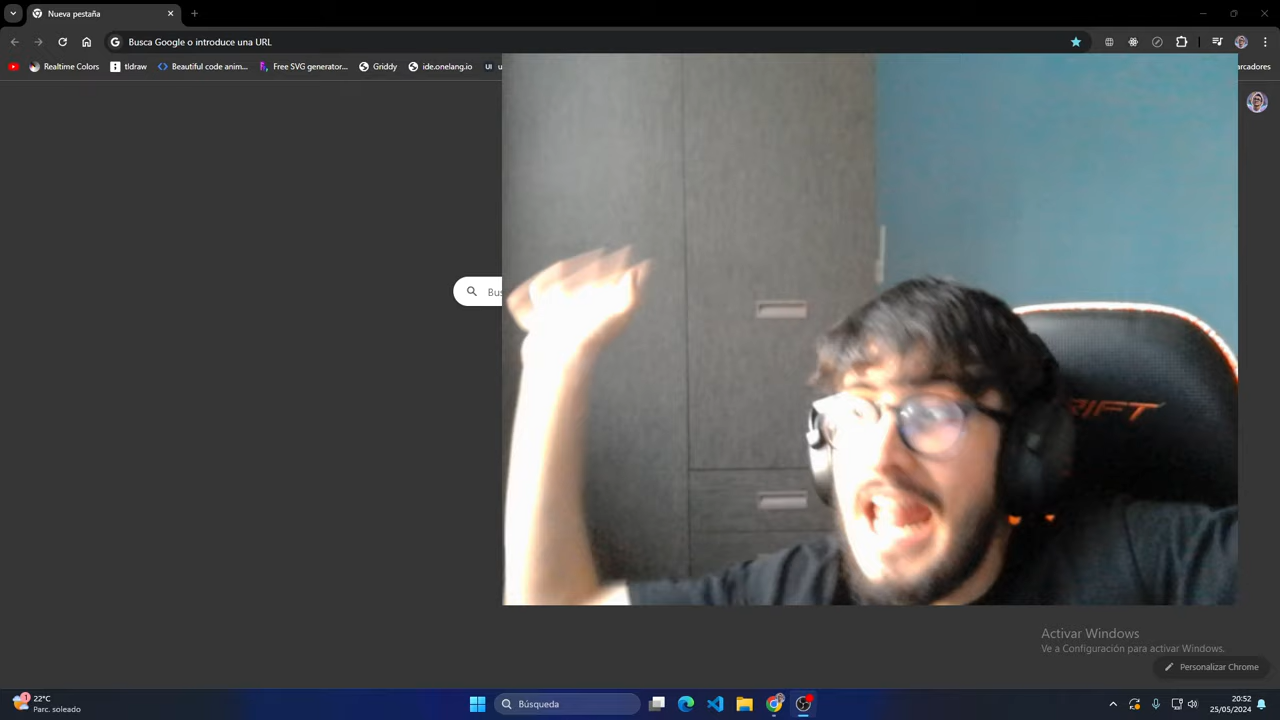 Nueva pestaña
Busca Google o introduce una URL
Realtime Colors
tldraw
Beautiful code anim...
Free SVG generator...
Griddy
ide.onelang.io
UI
arcadores
Bus
RIFT
Activar Windows
Ve a Configuración para activar Windows.
Personalizar Chrome
1
22°C
Parc. soleado
Búsqueda
20:52
25/05/2024